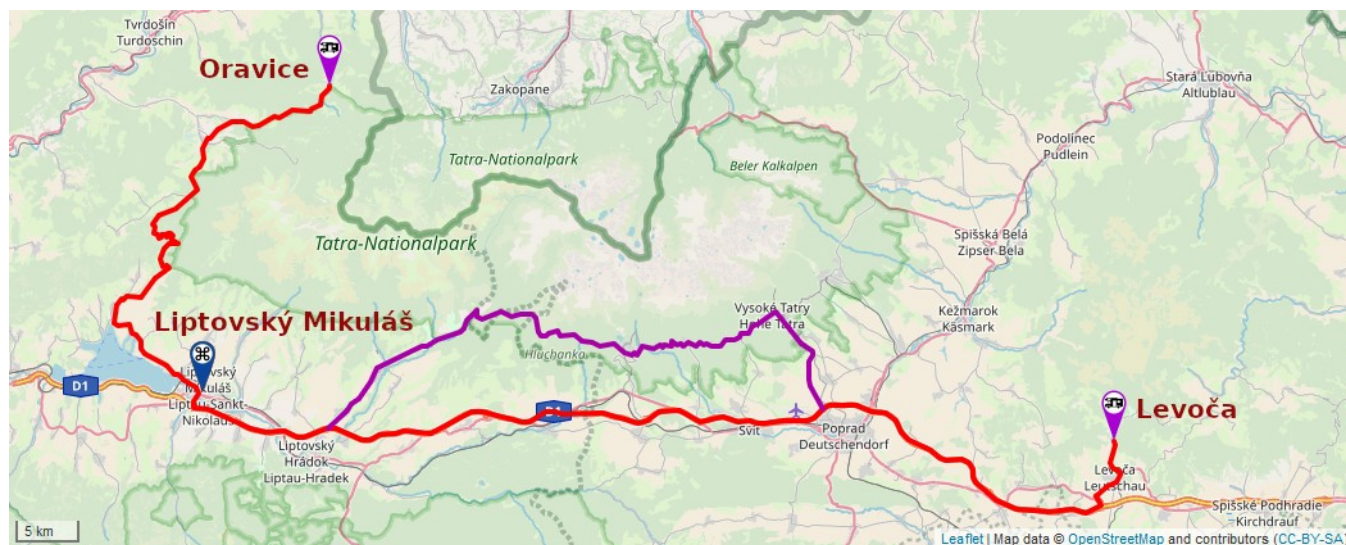 Tvrdošín
Turdoschin
Oravice
Zakopane
Stará Ľubovňa
Altlublau
Podolínec
Pudlein
Tatra-Nationalpark
Beler Kalkalpen
Tatra-Nationalpark
Spišská Belá
Zipser Bela
Liptovský Mikuláš
Vysoké Tatry
Hohe Tatra
Kežmarok
Käsmark
Hluchanka
Liptovský
Mikuláš
Liptau-Sankt-
Nikolaus
D1
Levoča
Svit
Poprad
Deutschendorf
Liptovský
Hrádok
Liptau-Hradek
Levoča
Leutschau
Spišské Podhradie
Kirchdrauf
5 km
Leaflet | Map data © OpenStreetMap and contributors (CC-BY-SA)